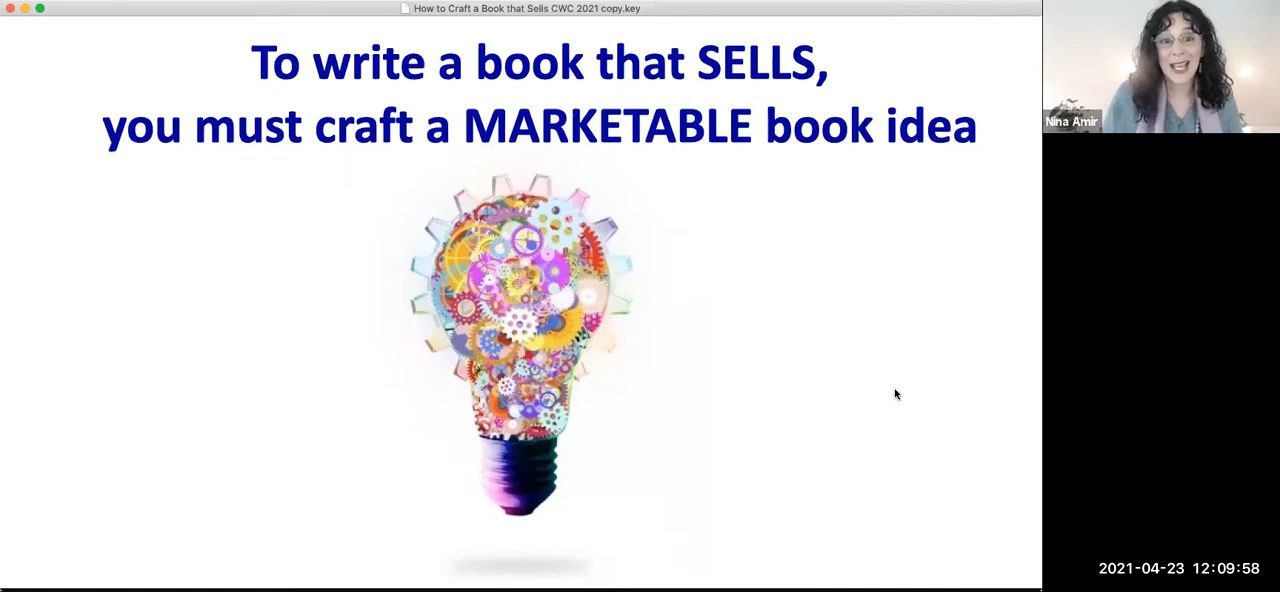 How to Craft a Book that Sells CWC 2021 copy.key
To write a book that SELLS,
you must craft a MARKETABLE book idea
Nina Amir
2021-04-23 12:09:58